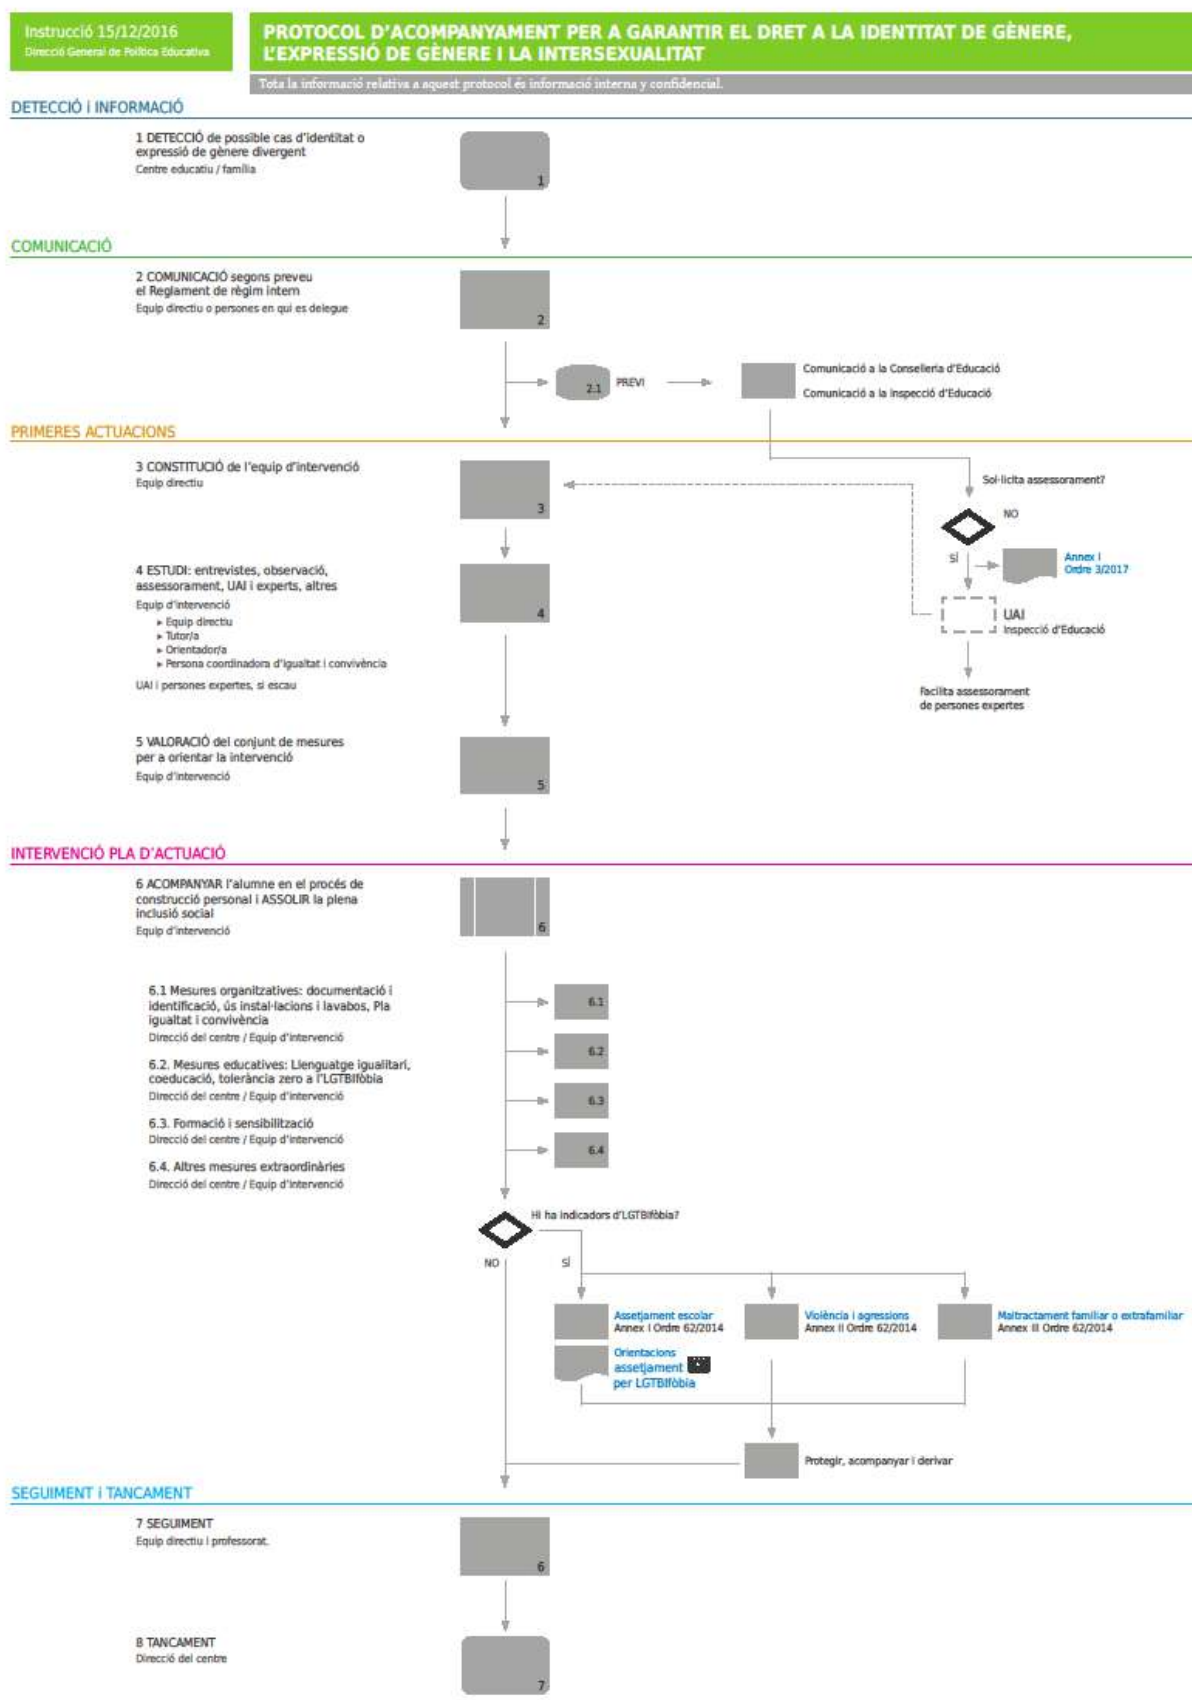 Instrucció 15/12/2016
Direcció General de Política Educativa
PROTOCOL D'ACOMPANYAMENT PER A GARANTIR EL DRET A LA IDENTITAT DE GÈNERE,
L'EXPRESSIÓ DE GÈNERE I LA INTERSEXUALITAT
Tota la informació relativa a aquest protocol és informació interna y confidencial.
DETECCIÓ i INFORMACIÓ
1 DETECCIÓ de possible cas d'identitat o
expressió de gènere divergent
Centre educatiu / família
1
COMUNICACIÓ
2 COMUNICACIÓ segons preveu
el Reglament de règim intern
Equip directiu o persones en qui es delegue
2
2.1
PREVI
Comunicació a la Conselleria d'Educació
Comunicació a la Inspecció d'Educació
PRIMERES ACTUACIONS
3 CONSTITUCIÓ de l'equip d'intervenció
Equip directiu
3
Sol·licita assessorament?
NO
SÍ
Annex I
Ordre 3/2017
UAI
Inspecció d'Educació
Facilita assessorament
de persones expertes
4 ESTUDI: entrevistes, observació,
assessorament, UAI i experts, altres
Equip d'intervenció
▸ Equip directiu
▸ Tutor/a
▸ Orientador/a
▸ Persona coordinadora d'igualtat i convivència
UAI i persones expertes, si escau
4
5 VALORACIÓ del conjunt de mesures
per a orientar la intervenció
Equip d'intervenció
5
INTERVENCIÓ PLA D'ACTUACIÓ
6 ACOMPANYAR l'alumne en el procés de
construcció personal i ASSOLIR la plena
inclusió social
Equip d'intervenció
6
6.1 Mesures organitzatives: documentació i
identificació, ús instal·lacions i lavabos, Pla
igualtat i convivència
Direcció del centre / Equip d'intervenció
6.1
6.2. Mesures educatives: Llenguatge igualitari,
coeducació, tolerància zero a l'LGTBIfòbia
Direcció del centre / Equip d'intervenció
6.2
6.3. Formació i sensibilització
Direcció del centre / Equip d'intervenció
6.3
6.4. Altres mesures extraordinàries
Direcció del centre / Equip d'intervenció
6.4
Hi ha indicadors d'LGTBIfòbia?
NO
SÍ
Assetjament escolar
Annex I Ordre 62/2014
Violència i agressions
Annex II Ordre 62/2014
Maltractament familiar o extrafamiliar
Annex III Ordre 62/2014
Orientacions
assetjament
per LGTBIfòbia
Protegir, acompanyar i derivar
SEGUIMENT i TANCAMENT
7 SEGUIMENT
Equip directiu i professorat.
6
8 TANCAMENT
Direcció del centre
7